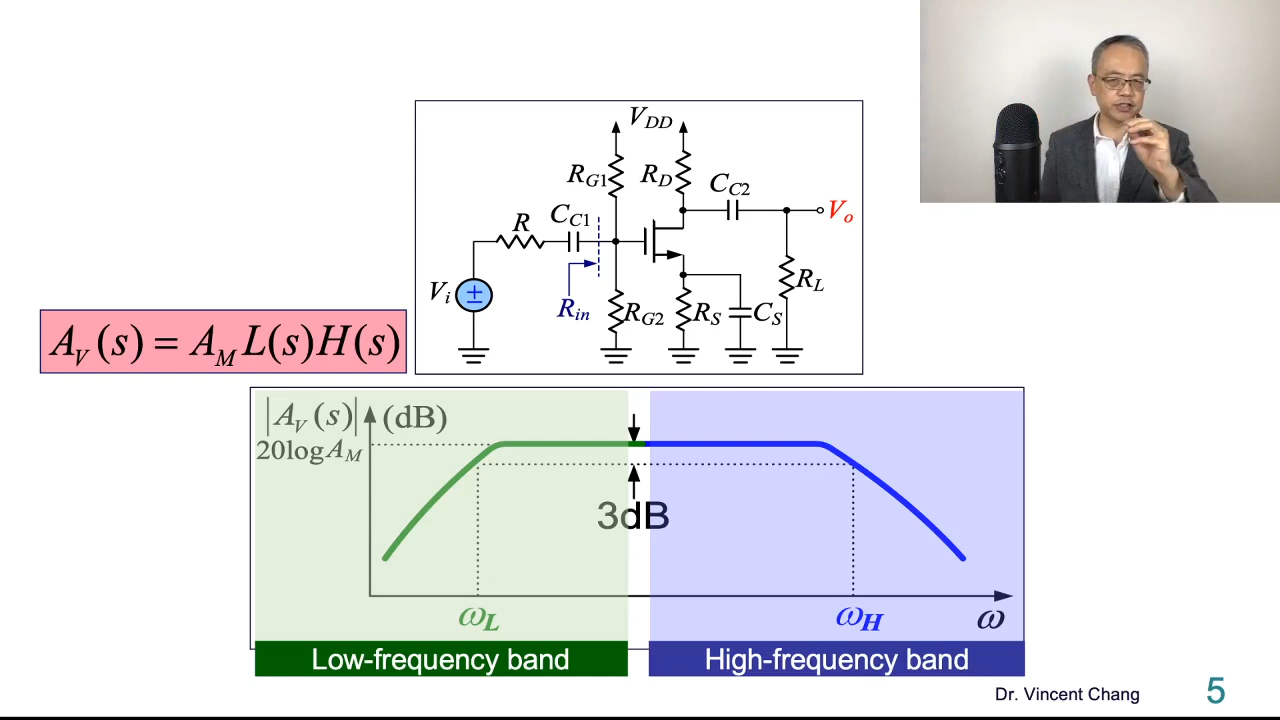 V_DD
R_G1
R_D
C_C2
R
C_C1
V_o
V_i
±
R_in
R_G2
R_S
C_S
R_L
A_V(s) = A_M L(s)H(s)
|A_V(s)| (dB)
20logA_M
3dB
ω_L
ω_H
ω
Low-frequency band
High-frequency band
Dr. Vincent Chang
5